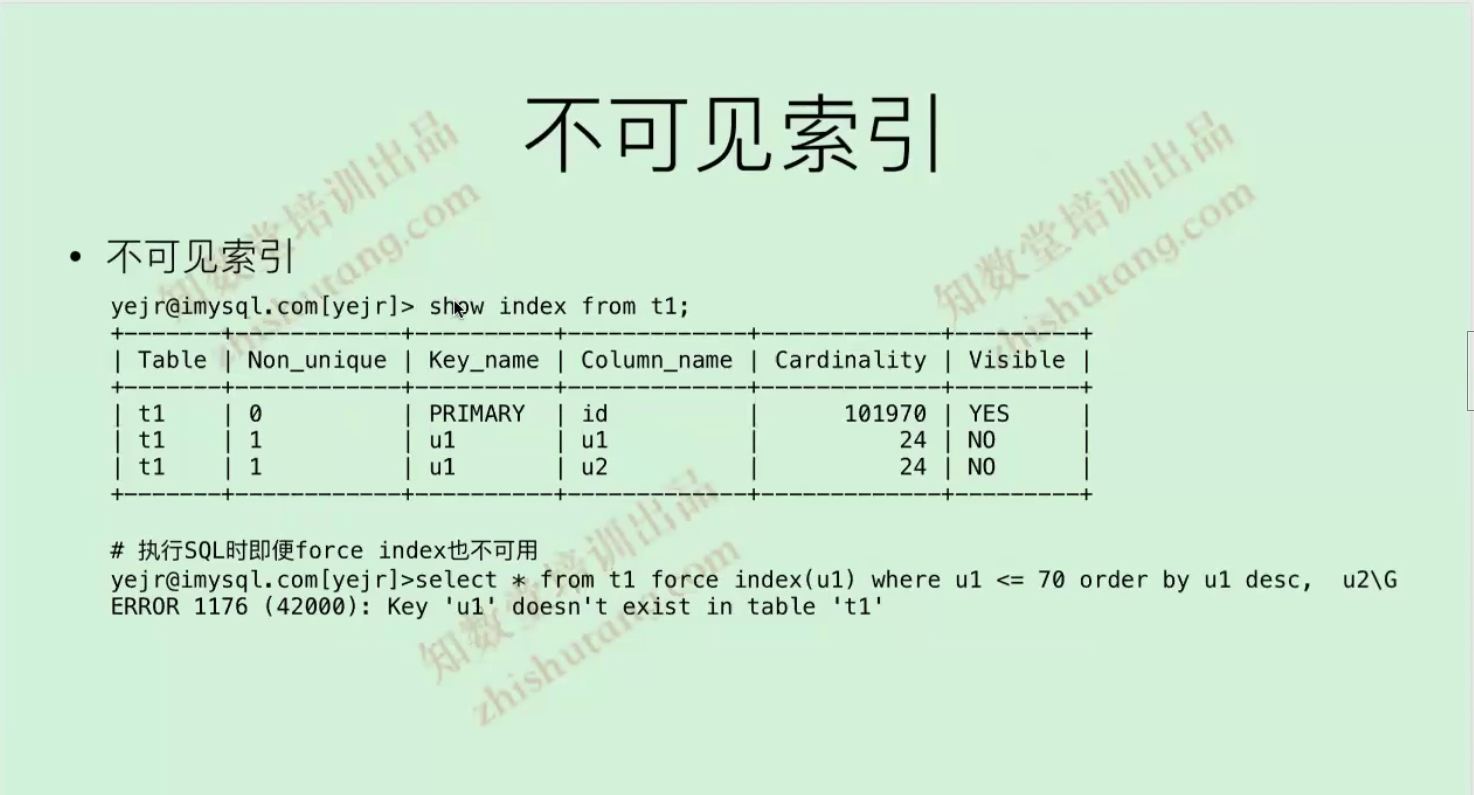 不可见索引
• 不可见索引
yejr@imysql.com[yejr]> show index from t1;
+-------+------------+----------+-------------+-------------+---------+
| Table | Non_unique | Key_name | Column_name | Cardinality | Visible |
+-------+------------+----------+-------------+-------------+---------+
| t1 | 0 | PRIMARY | id | 101970 | YES |
| t1 | 1 | u1 | u1 | 24 | NO |
| t1 | 1 | u1 | u2 | 24 | NO |
+-------+------------+----------+-------------+-------------+---------+
# 执行SQL时即便force index也不可用
yejr@imysql.com[yejr]>select * from t1 force index(u1) where u1 <= 70 order by u1 desc, u2\G
ERROR 1176 (42000): Key 'u1' doesn't exist in table 't1'
知数堂培训出品
zhishutang.com
知数堂培训出品
zhishutang.com
知数堂培训出品
zhishutang.com